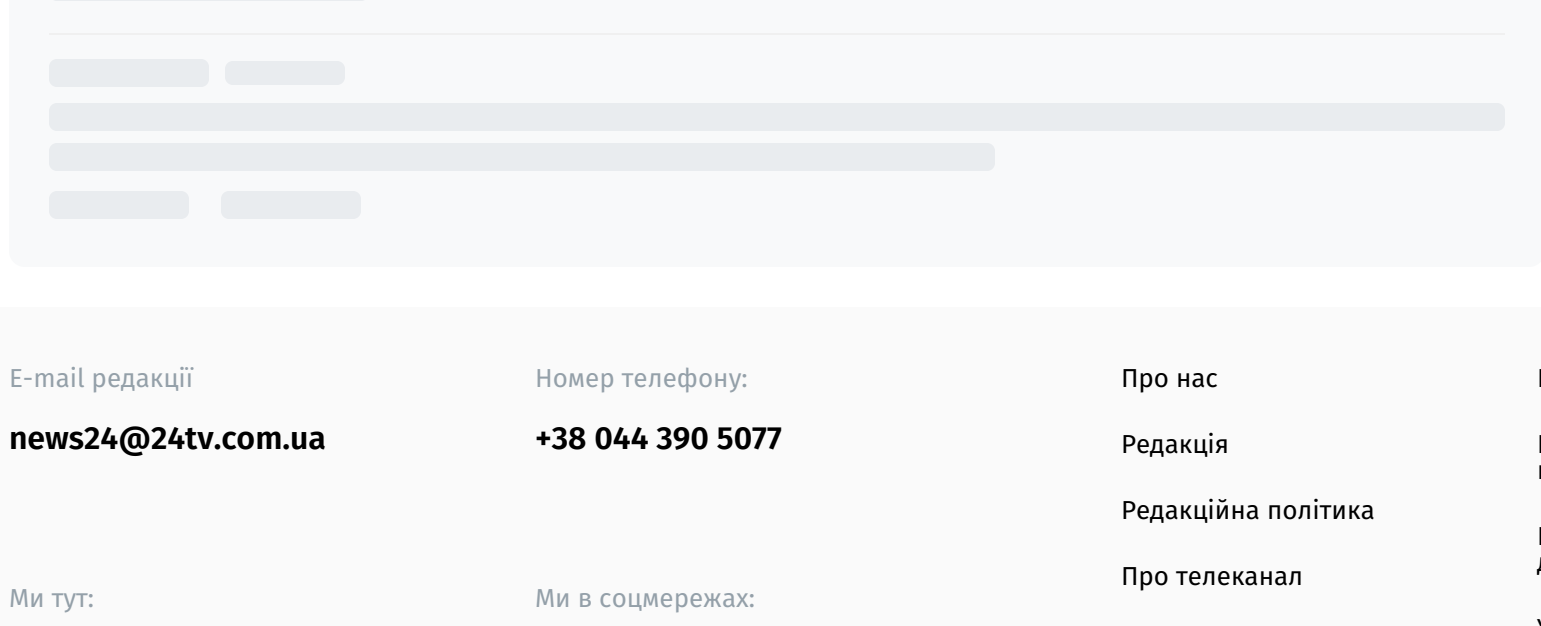 E-mail редакції
news24@24tv.com.ua
Номер телефону:
+38 044 390 5077
Про нас
Редакція
Редакційна політика
Про телеканал
Ми тут:
Ми в соцмережах: